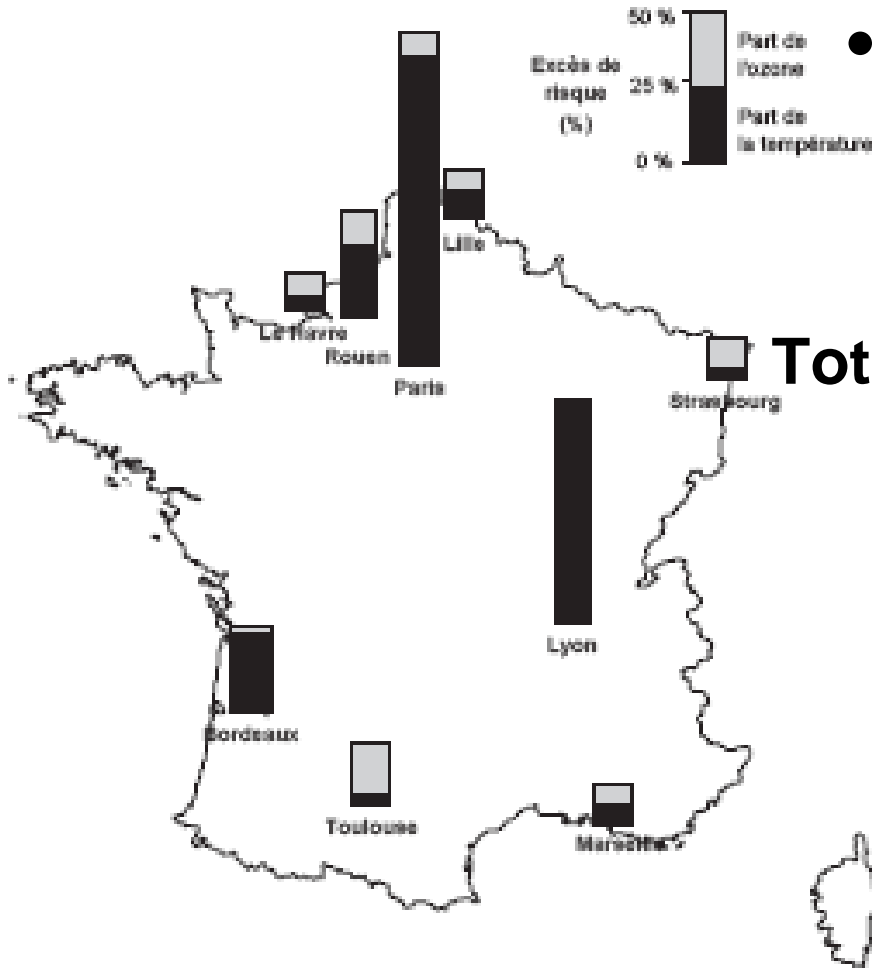 50 %
Part de
l'ozone
•
Excès de
risque
(%)
25 %
Part de
la température
0 %
Lille
Le Havre
Rouen
Paris
Tot
Strasbourg
Lyon
Bordeaux
Toulouse
Marseille